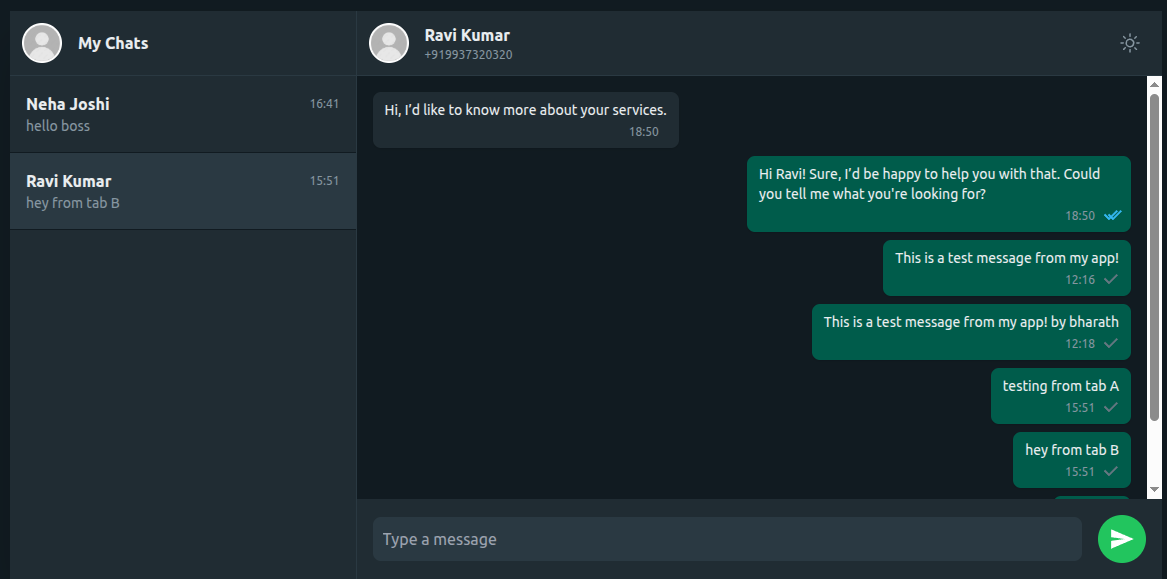 My Chats
Neha Joshi
16:41
hello boss
Ravi Kumar
15:51
hey from tab B
Ravi Kumar
+919937320320
Hi, I’d like to know more about your services.
18:50
Hi Ravi! Sure, I’d be happy to help you with that. Could
you tell me what you're looking for?
18:50
This is a test message from my app!
12:16
This is a test message from my app! by bharath
12:18
testing from tab A
15:51
hey from tab B
15:51
Type a message